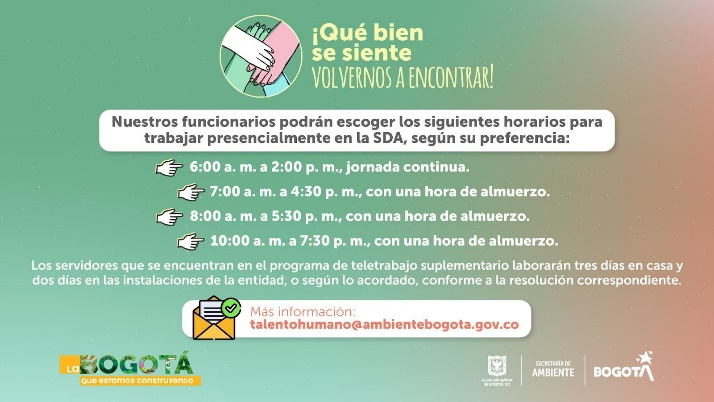 ¡Qué bien
se siente
VOLVERNOS A ENCONTRAR!
Nuestros funcionarios podrán escoger los siguientes horarios para
trabajar presencialmente en la SDA, según su preferencia:
6:00 a. m. a 2:00 p. m., jornada continua.
7:00 a. m. a 4:30 p. m., con una hora de almuerzo.
8:00 a. m. a 5:30 p. m., con una hora de almuerzo.
10:00 a. m. a 7:30 p. m., con una hora de almuerzo.
Los servidores que se encuentran en el programa de teletrabajo suplementario laborarán tres días en casa y
dos días en las instalaciones de la entidad, o según lo acordado, conforme a la resolución correspondiente.
Más información:
talentohumano@ambientebogota.gov.co
LA BOGOTÁ
que estamos construyendo
ALCALDÍA MAYOR
DE BOGOTÁ D.C.
SECRETARÍA DE
AMBIENTE
BOGOTÁ